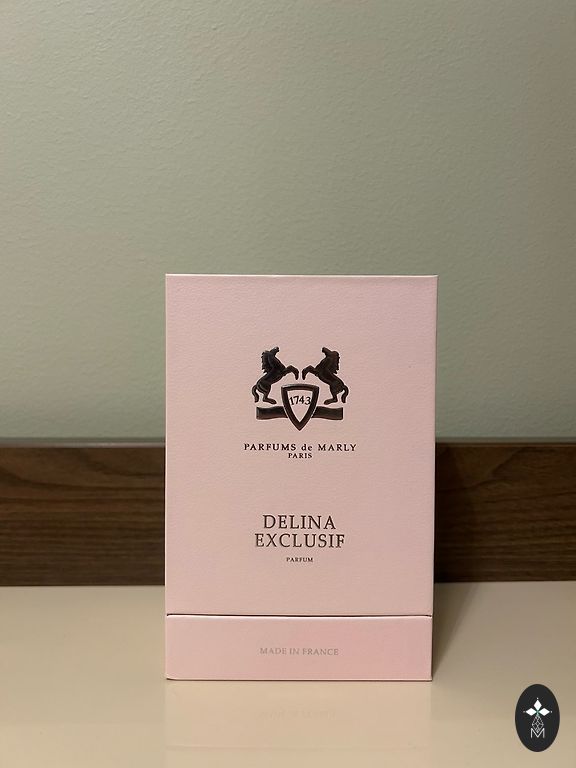 1743
PARFUMS de MARLY
PARIS
DELINA
EXCLUSIF
PARFUM
MADE IN FRANCE
M